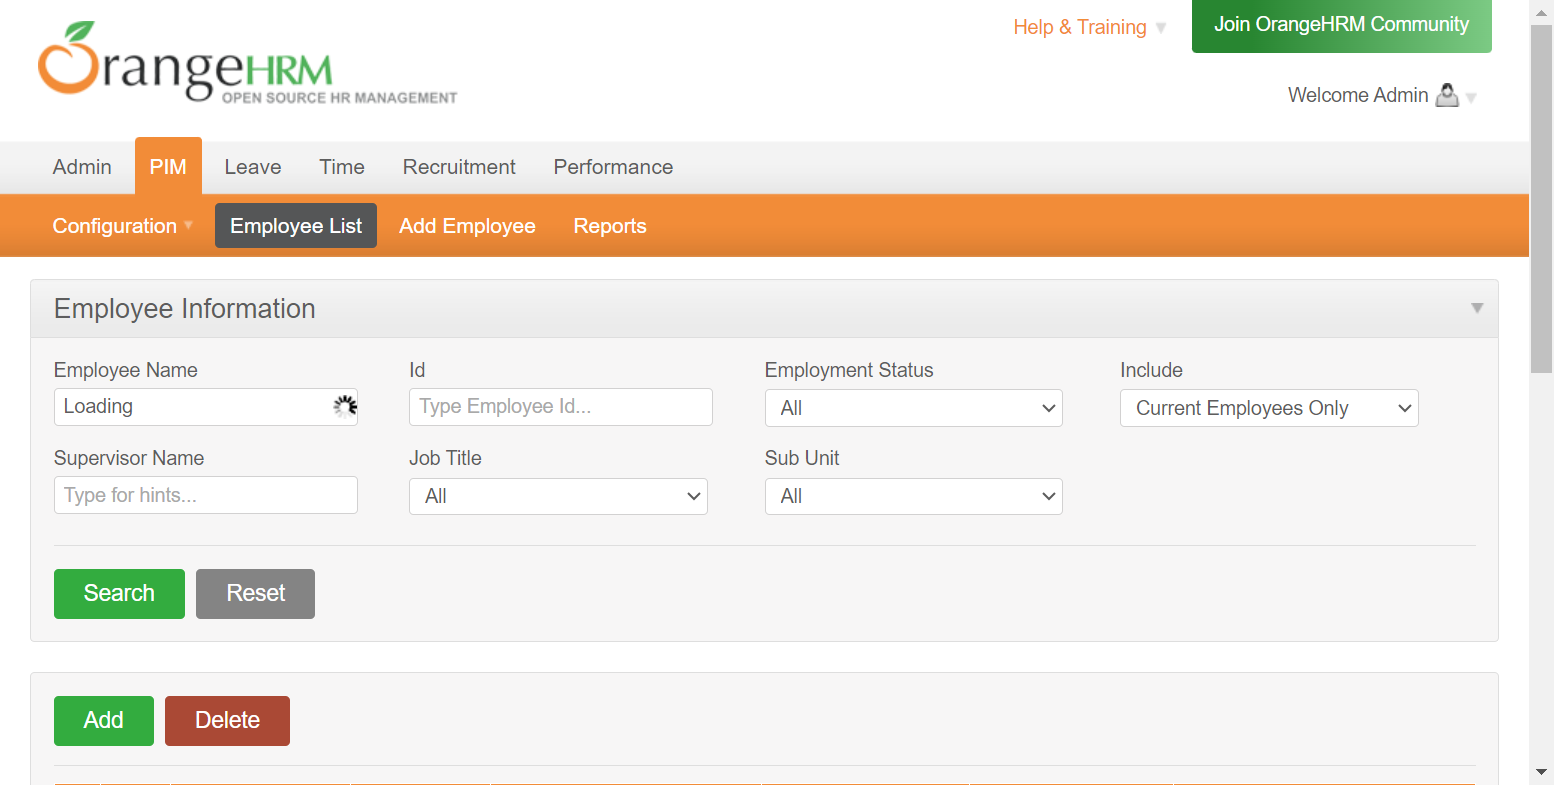 OrangeHRM
OPEN SOURCE HR MANAGEMENT
Help & Training
Join OrangeHRM Community
Welcome Admin
Admin PIM Leave Time Recruitment Performance
Configuration Employee List Add Employee Reports
Employee Information
Employee Name Id Employment Status Include
Loading Type Employee Id... All Current Employees Only
Supervisor Name Job Title Sub Unit
Type for hints... All All
Search Reset
Add Delete